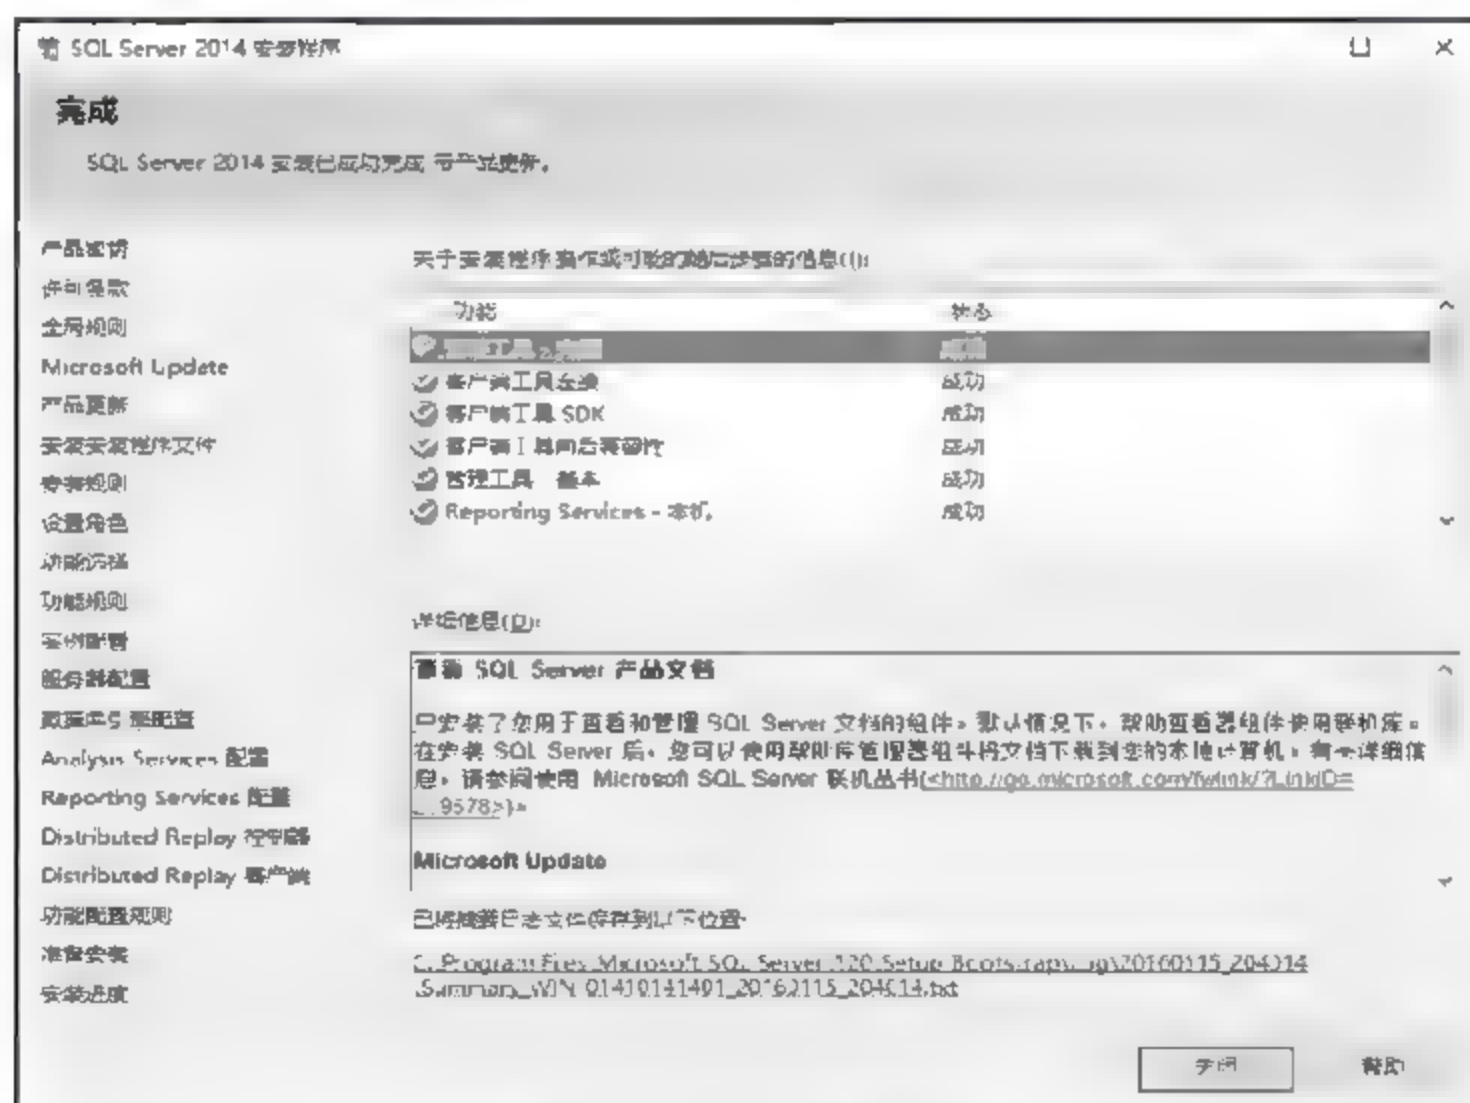 SQL Server 2014 安装程序
完成
SQL Server 2014 安装已成功完成 产品更新。
产品密钥
许可条款
全局规则
Microsoft Update
产品更新
安装安装程序文件
安装规则
设置角色
功能选择
功能规则
实例配置
服务器配置
数据库引擎配置
Analysis Services 配置
Reporting Services 配置
Distributed Replay 控制器
Distributed Replay 客户端
功能配置规则
准备安装
安装进度
关于安装程序操作或可能的随后步骤的信息(I):
功能 状态
成功
客户端工具连接 成功
客户端工具 SDK 成功
客户端工具向后兼容性 成功
管理工具 - 基本 成功
Reporting Services - 本机 成功
详细信息(D):
查看 SQL Server 产品文档
已安装了您用于查看和管理 SQL Server 文档的组件。默认情况下，帮助查看器组件使用联机库。
在安装 SQL Server 后，您可以使用帮助库管理器组件将文档下载到您的本地计算机。有关详细信
息，请参阅使用 Microsoft SQL Server 联机丛书(<http://go.microsoft.com/fwlink/?LinkID=
9578>)。
Microsoft Update
已将摘要日志文件保存到以下位置:
C:\Program Files\Microsoft SQL Server\120\Setup Bootstrap\Log\20160115_204014
\Summary_WIN-01410141401_20160115_204014.txt
关闭 帮助